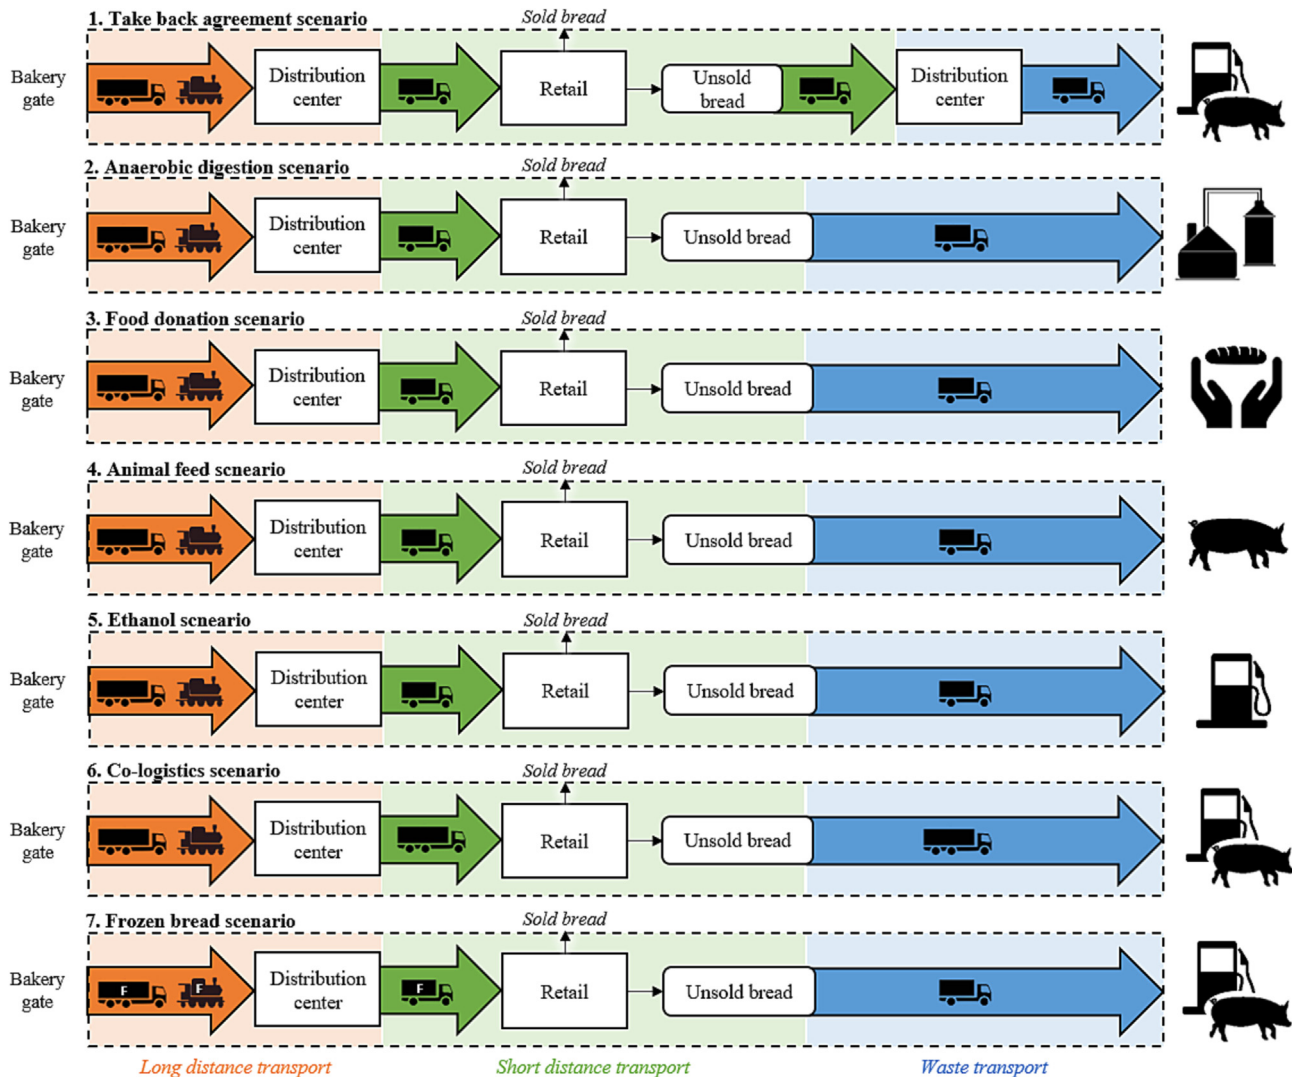 1. Take back agreement scenario
Sold bread
Bakery
gate
Distribution
center
Retail
Unsold
bread
Distribution
center
2. Anaerobic digestion scenario
Sold bread
Bakery
gate
Distribution
center
Retail
Unsold bread
3. Food donation scenario
Sold bread
Bakery
gate
Distribution
center
Retail
Unsold bread
4. Animal feed scneario
Sold bread
Bakery
gate
Distribution
center
Retail
Unsold bread
5. Ethanol scneario
Sold bread
Bakery
gate
Distribution
center
Retail
Unsold bread
6. Co-logistics scenario
Sold bread
Bakery
gate
Distribution
center
Retail
Unsold bread
7. Frozen bread scenario
Sold bread
Bakery
gate
F
F
Distribution
center
F
Retail
Unsold bread
Long distance transport
Short distance transport
Waste transport